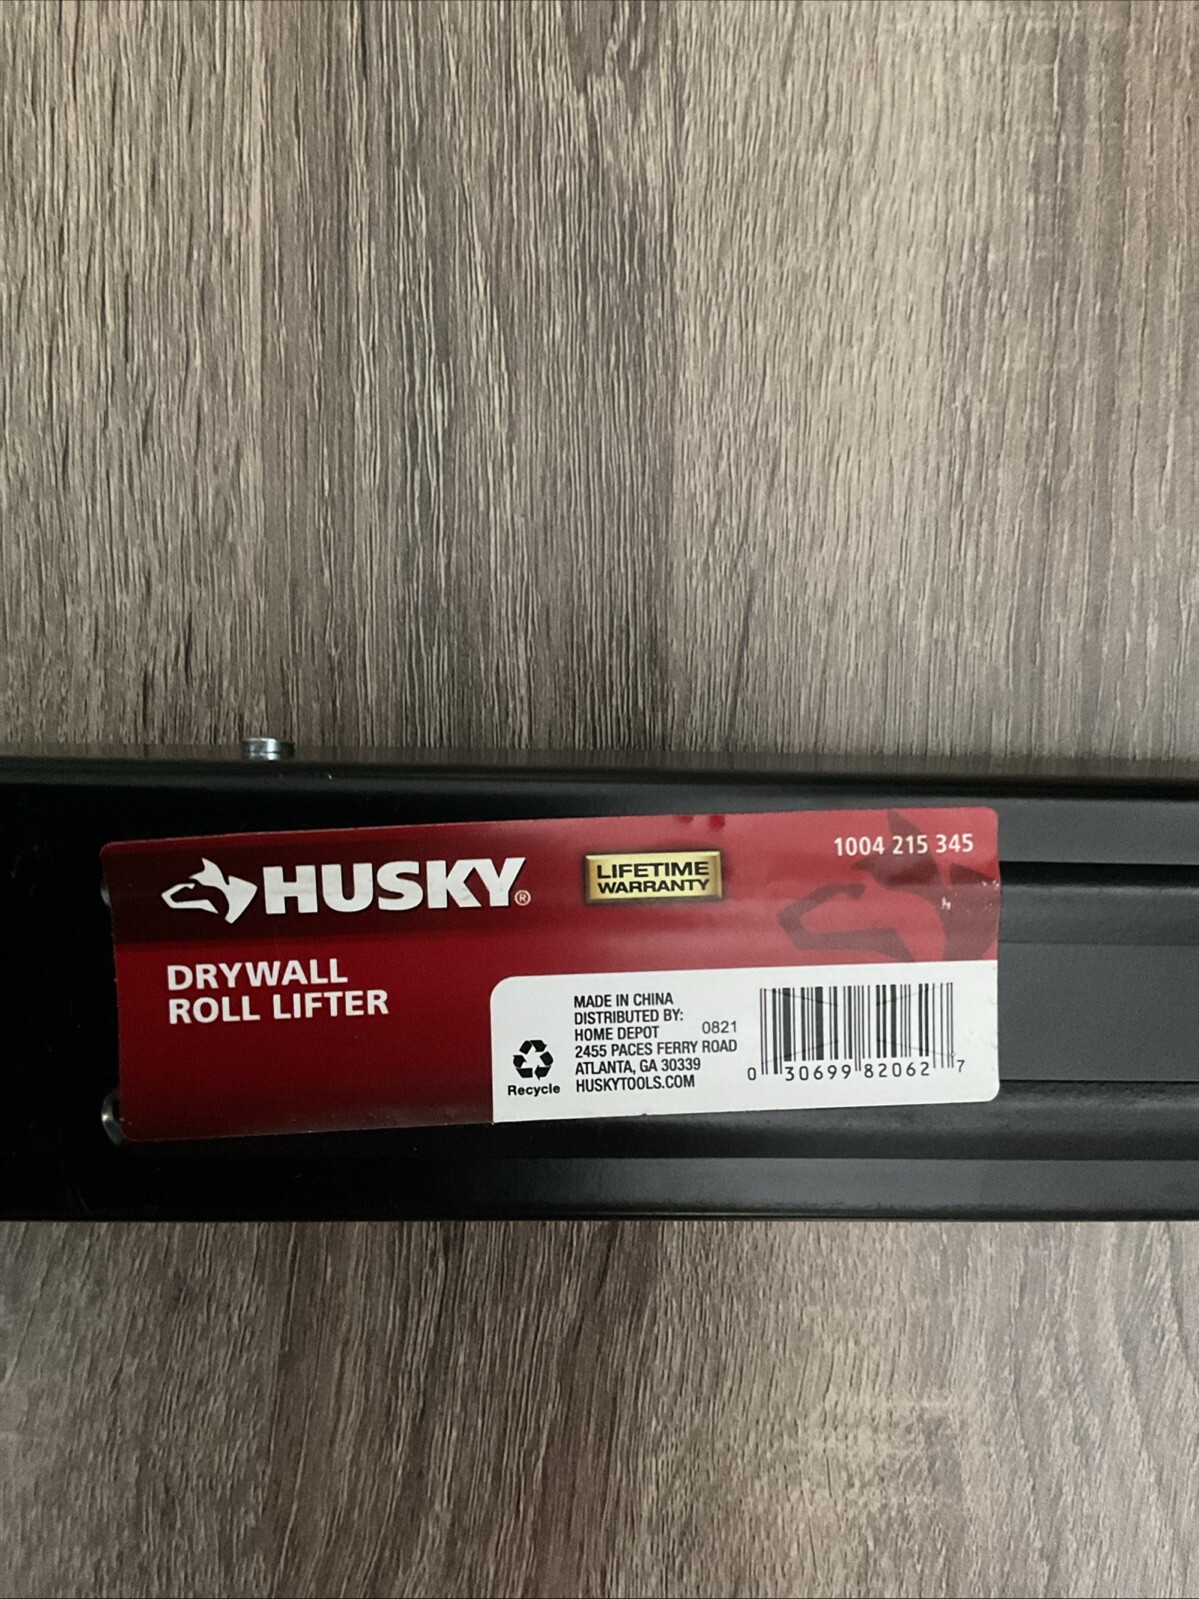 HUSKY®
LIFETIME
WARRANTY
1004 215 345
DRYWALL
ROLL LIFTER
Recycle
MADE IN CHINA
DISTRIBUTED BY:
HOME DEPOT 0821
2455 PACES FERRY ROAD
ATLANTA, GA 30339
HUSKYTOOLS.COM
0 30699 82062 7